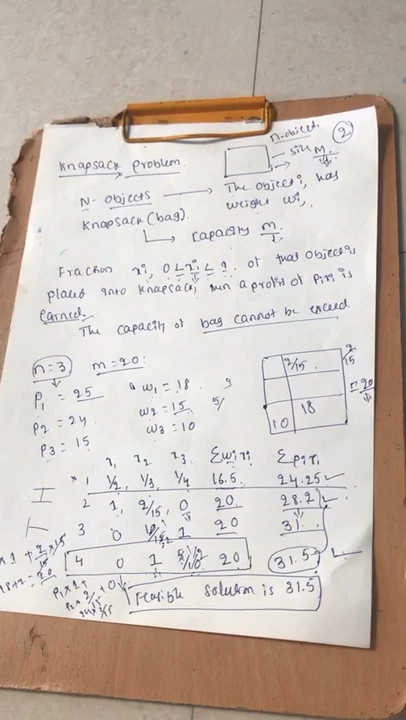 n-object.
2
size
M.
Knapsack problem
N-objects → The object i, has
weight wi,
Knapsack (bag)
Capacity M.
Fraction xi, 0≤xi≤1. of that object is
placed into knapsack, then a profit of pixi is
earned.
The capacity of bag cannot be exceed
n=3 m=20:
P1 = 25 w1 = 18
P2 = 24 w2 = 15
P3 = 15 w3 = 10
2/15
18
10
x1 x2 x3 Σwixi Σpixi
1 1/2, 1/3, 1/4 16.5 24.25
2 1, 2/15, 0 20 28.2
3 0 1 20 31
4 0 1 5/10 20 31.5
Feasible solution is 31.5